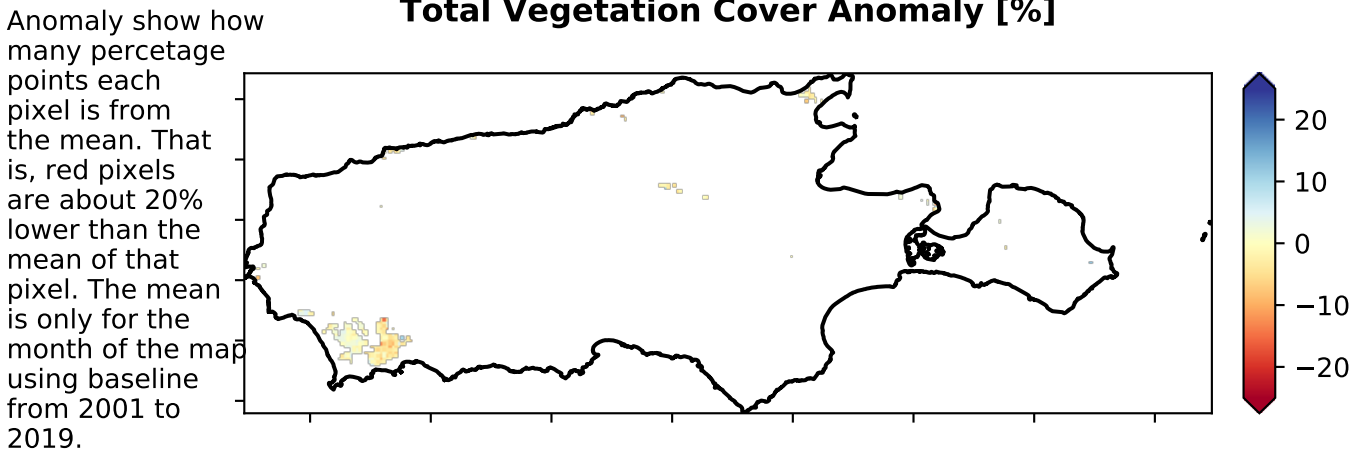 Total Vegetation Cover Anomaly [%]
Anomaly show how
many percetage
points each
pixel is from
the mean. That
is, red pixels
are about 20%
lower than the
mean of that
pixel. The mean
is only for the
month of the map
using baseline
from 2001 to
2019.
20
10
0
−10
−20